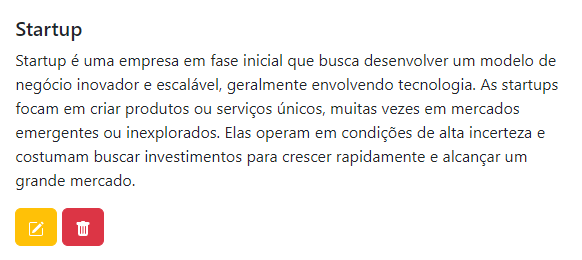 Startup
Startup é uma empresa em fase inicial que busca desenvolver um modelo de
negócio inovador e escalável, geralmente envolvendo tecnologia. As startups
focam em criar produtos ou serviços únicos, muitas vezes em mercados
emergentes ou inexplorados. Elas operam em condições de alta incerteza e
costumam buscar investimentos para crescer rapidamente e alcançar um
grande mercado.